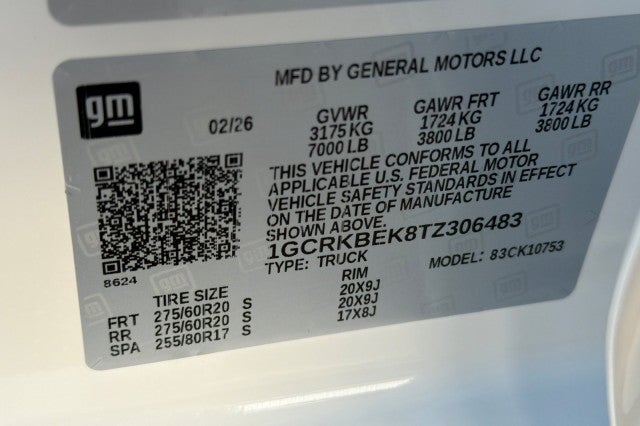 MFD BY GENERAL MOTORS LLC
gm
02/26
GVWR GAWR FRT GAWR RR
3175 KG 1724 KG 1724 KG
7000 LB 3800 LB 3800 LB
THIS VEHICLE CONFORMS TO ALL
APPLICABLE U.S. FEDERAL MOTOR
VEHICLE SAFETY STANDARDS IN EFFECT
ON THE DATE OF MANUFACTURE
SHOWN ABOVE.
1GCRKBEK8TZ306483
TYPE: TRUCK MODEL: 83CK10753
8624
TIRE SIZE RIM
FRT 275/60R20 S 20X9J
RR 275/60R20 S 20X9J
SPA 255/80R17 S 17X8J